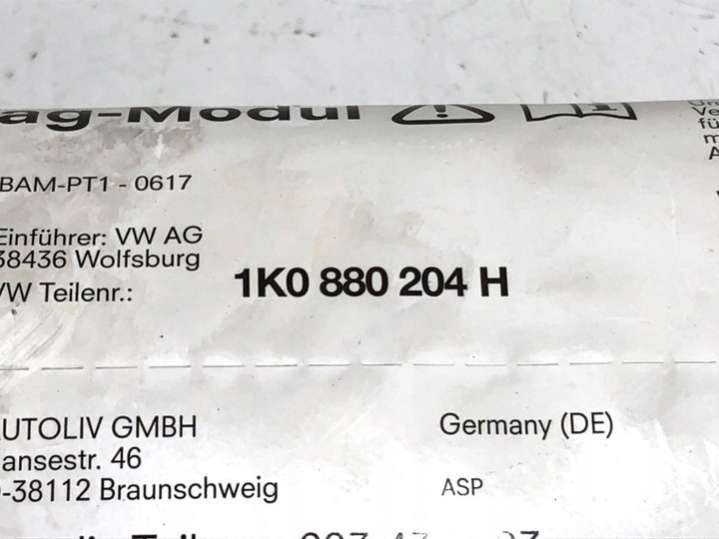 ag-Modul
BAM-PT1 - 0617
Einführer: VW AG
38436 Wolfsburg
VW Teilenr.: 1K0 880 204 H
AUTOLIV GMBH Germany (DE)
ansestr. 46
D-38112 Braunschweig ASP